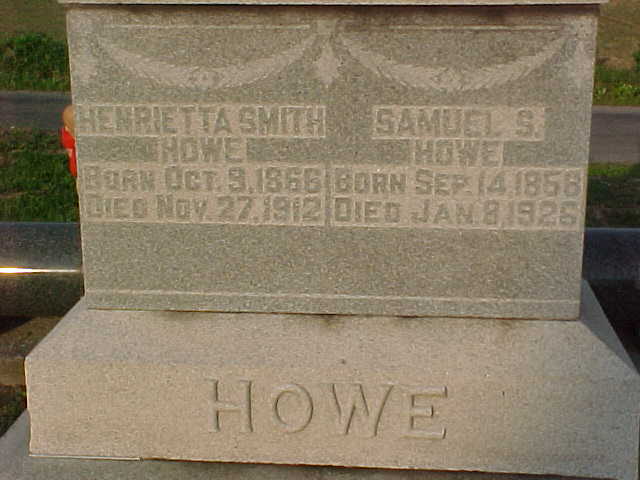 HENRIETTA SMITH
HOWE
BORN OCT. 9, 1866
DIED NOV. 27, 1912
SAMUEL S.
HOWE
BORN SEP. 14, 1858
DIED JAN. 8, 1926
HOWE